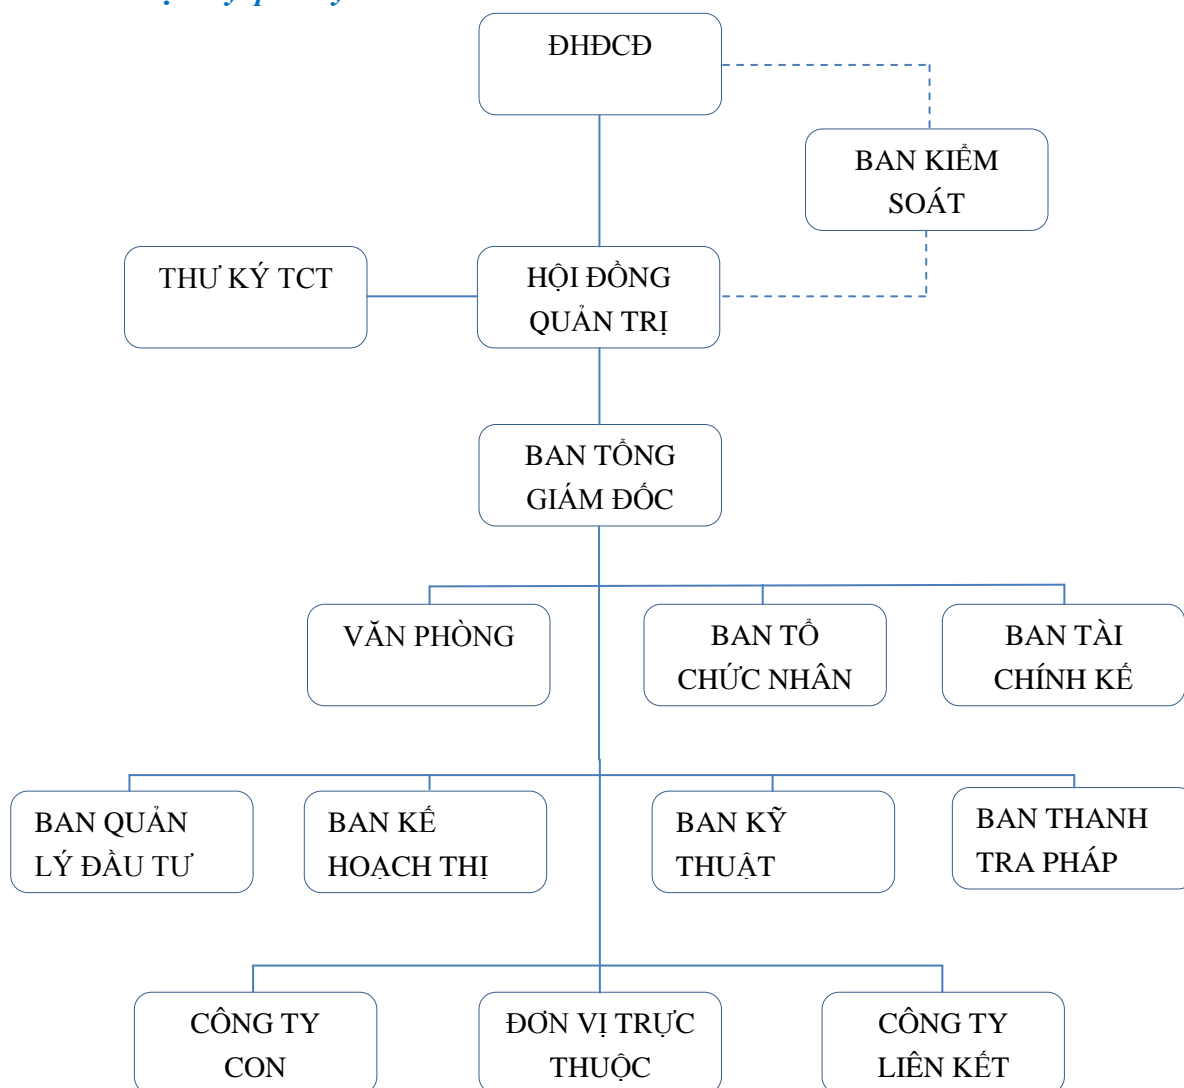 ĐHĐCĐ
BAN KIỂM
SOÁT
THƯ KÝ TCT
HỘI ĐỒNG
QUẢN TRỊ
BAN TỔNG
GIÁM ĐỐC
VĂN PHÒNG
BAN TỔ
CHỨC NHÂN
BAN TÀI
CHÍNH KẾ
BAN QUẢN
LÝ ĐẦU TƯ
BAN KẾ
HOẠCH THỊ
BAN KỸ
THUẬT
BAN THANH
TRA PHÁP
CÔNG TY
CON
ĐƠN VỊ TRỰC
THUỘC
CÔNG TY
LIÊN KẾT